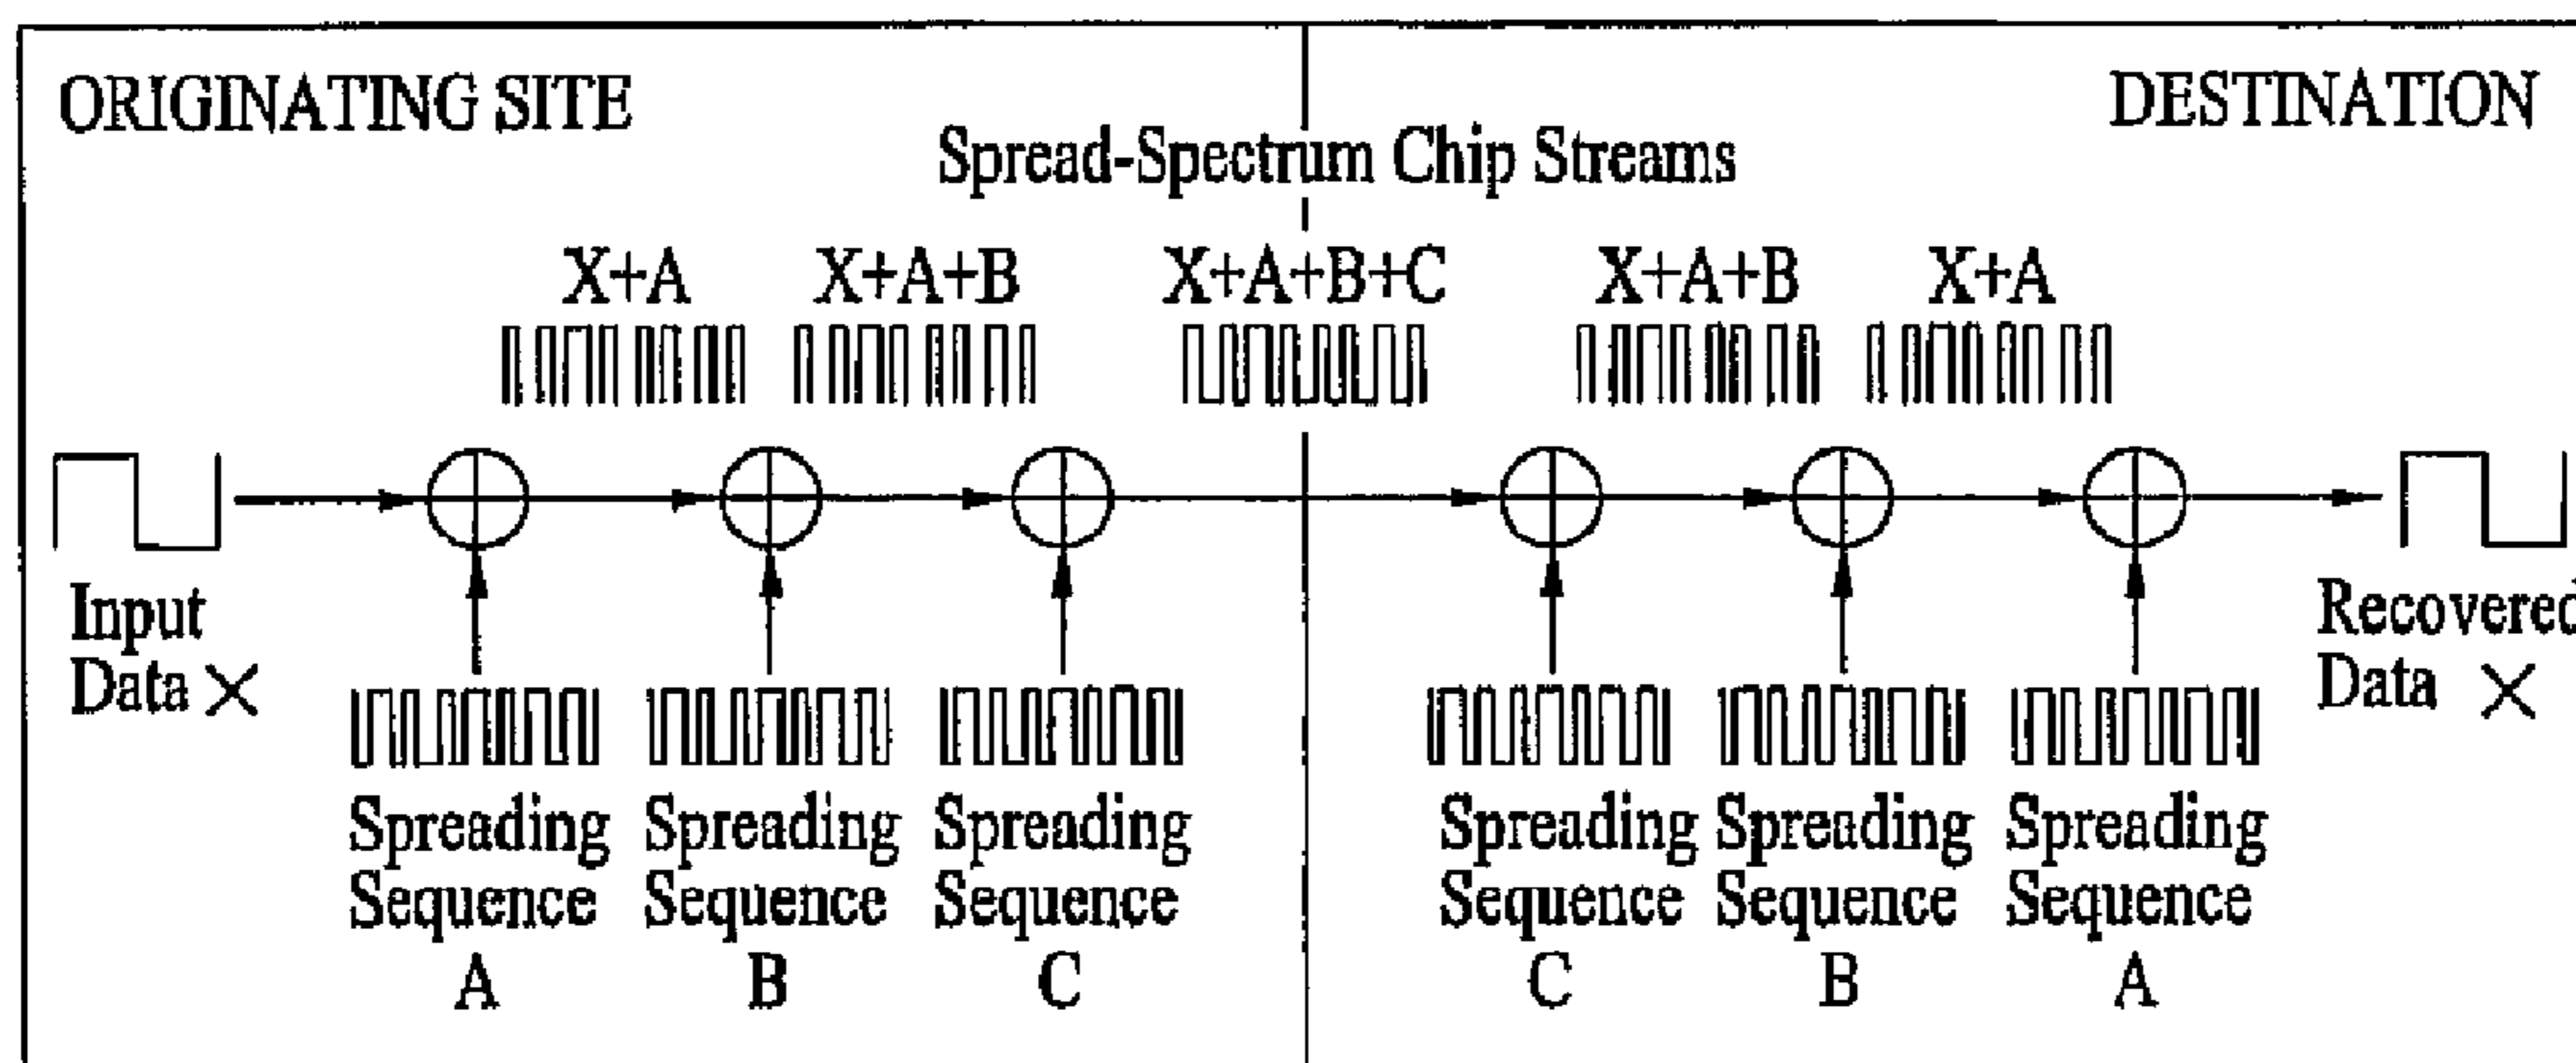 ORIGINATING SITE
DESTINATION
Spread-Spectrum Chip Streams
X+A
X+A+B
X+A+B+C
X+A+B
X+A
Input
Data X
Recovered
Data X
Spreading
Sequence
A
Spreading
Sequence
B
Spreading
Sequence
C
Spreading
Sequence
C
Spreading
Sequence
B
Spreading
Sequence
A